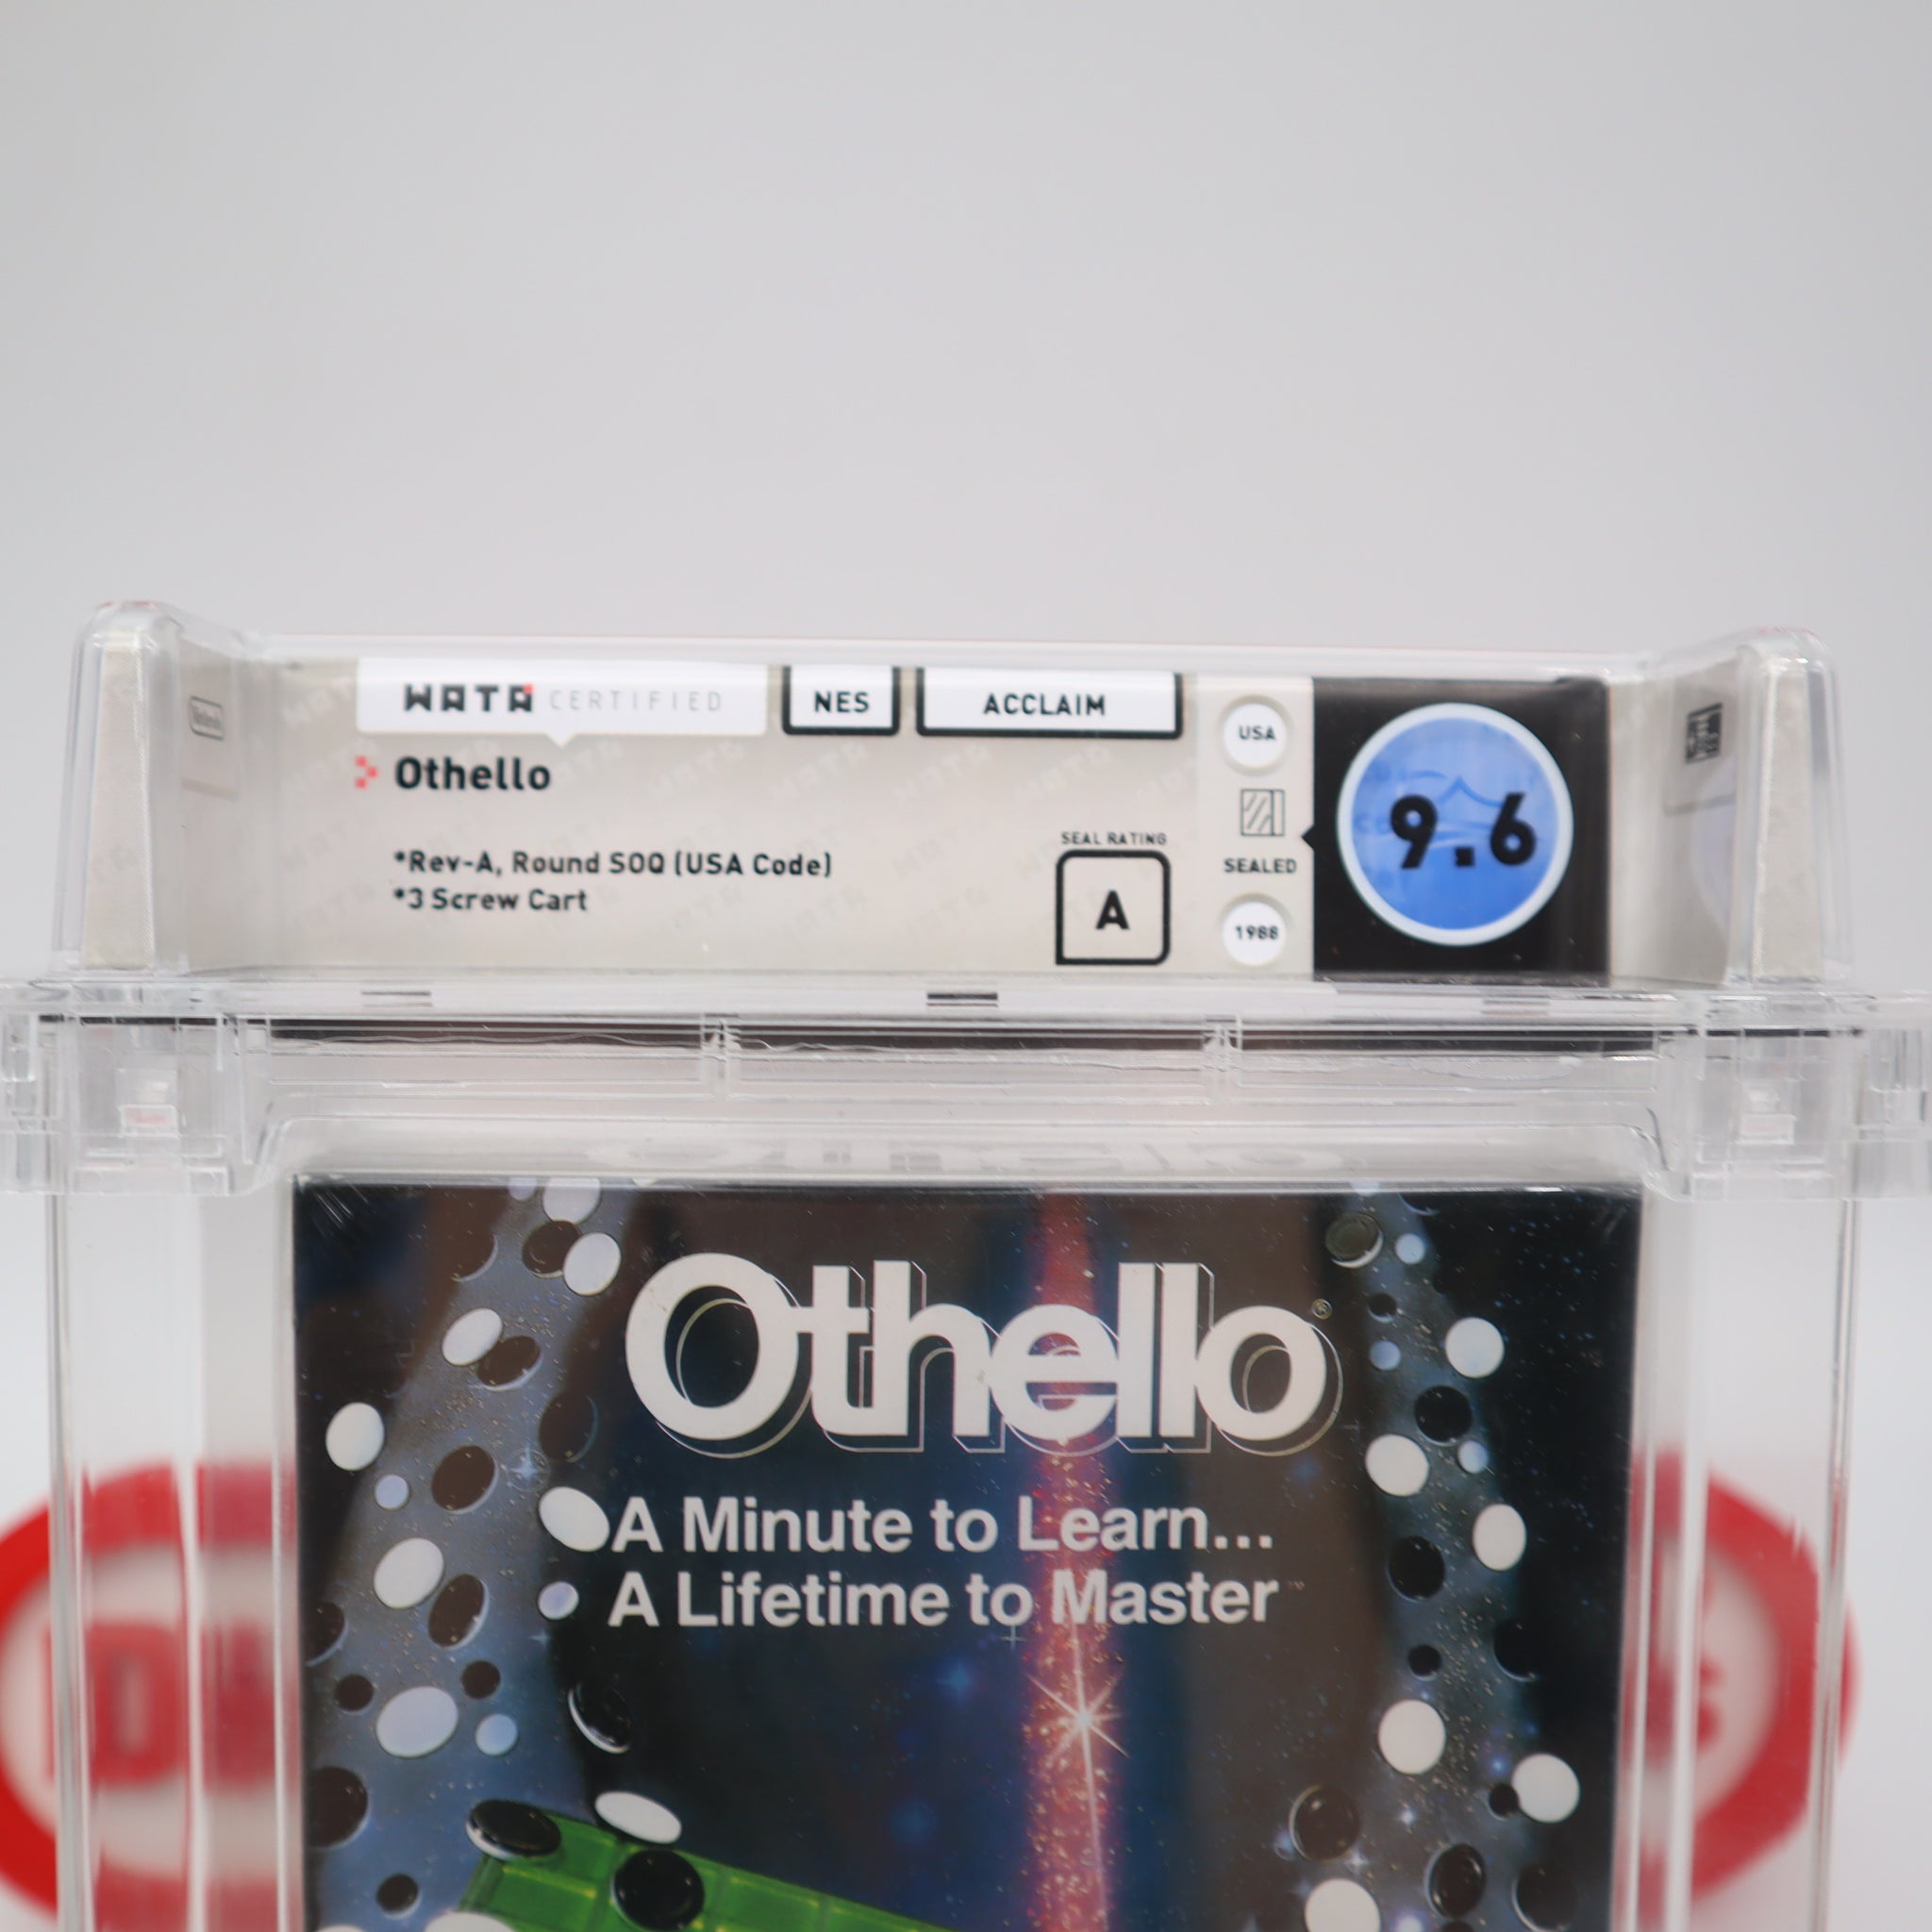 WATA CERTIFIED
NES
ACCLAIM
Othello
*Rev-A, Round SOQ (USA Code)
*3 Screw Cart
SEAL RATING
A
USA
SEALED
1988
9.6
Othello®
A Minute to Learn...
A Lifetime to Master™